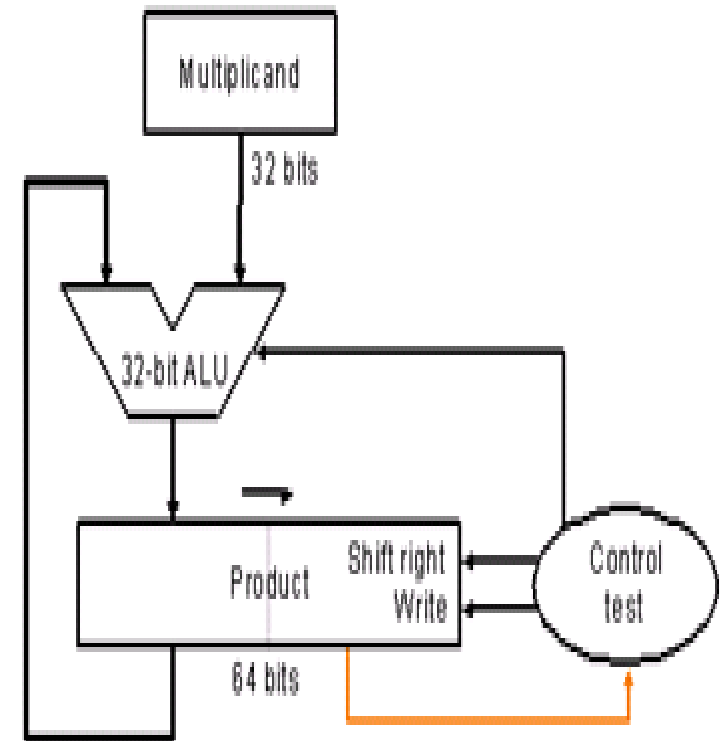 Multiplicand
32 bits
32-bit ALU
Product
Shift right
Write
Control
test
64 bits